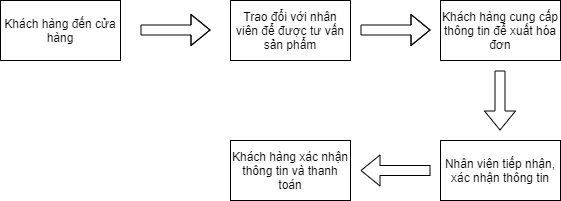 Khách hàng đến cửa
hàng
Trao đổi với nhân
viên để được tư vấn
sản phẩm
Khách hàng cung cấp
thông tin để xuất hóa
đơn
Nhân viên tiếp nhận,
xác nhận thông tin
Khách hàng xác nhận
thông tin và thanh
toán